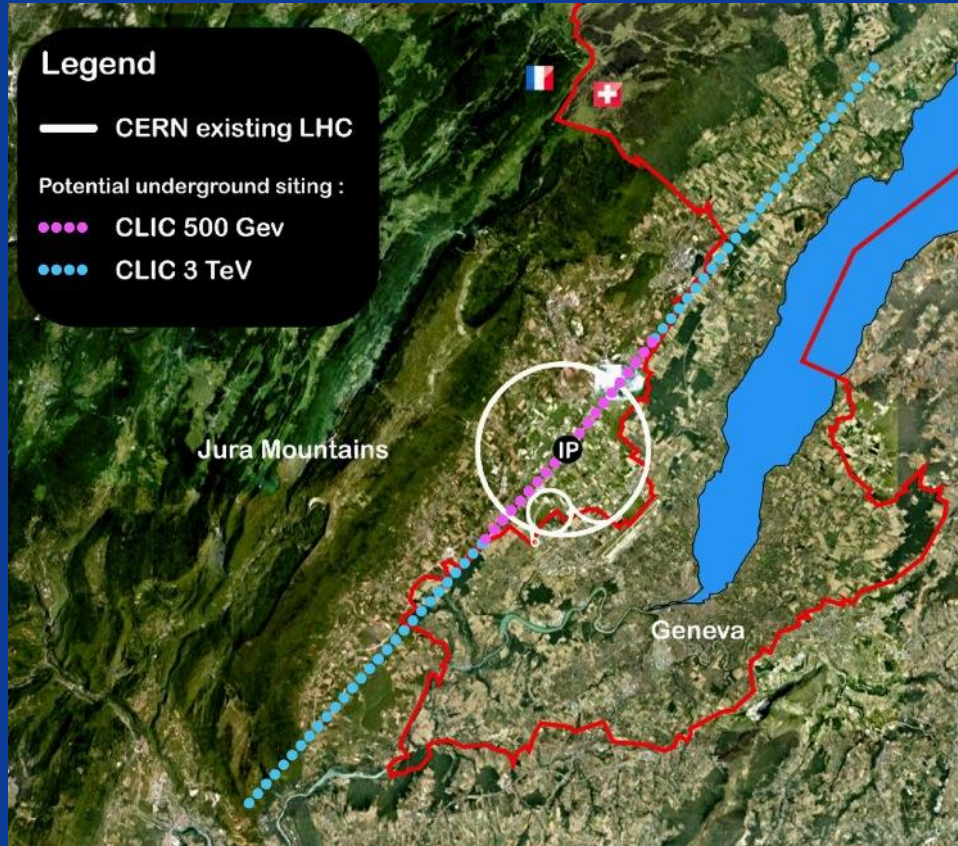 Legend
CERN existing LHC
Potential underground siting :
CLIC 500 Gev
CLIC 3 TeV
Jura Mountains
IP
Geneva